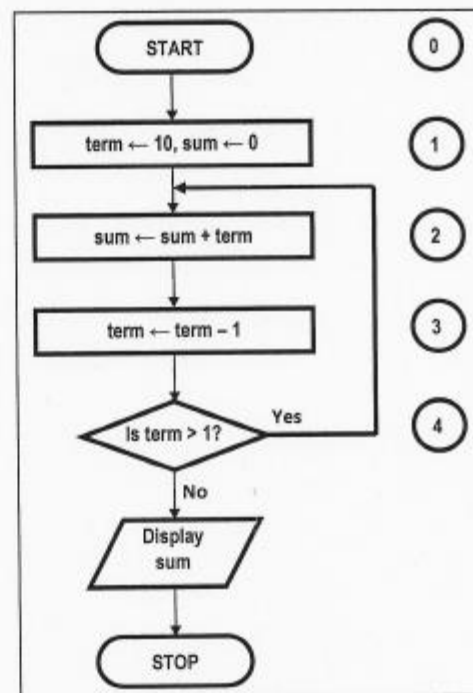 START
0
term ← 10, sum ← 0
1
sum ← sum + term
2
term ← term – 1
3
Is term > 1?
Yes
4
No
Display
sum
STOP